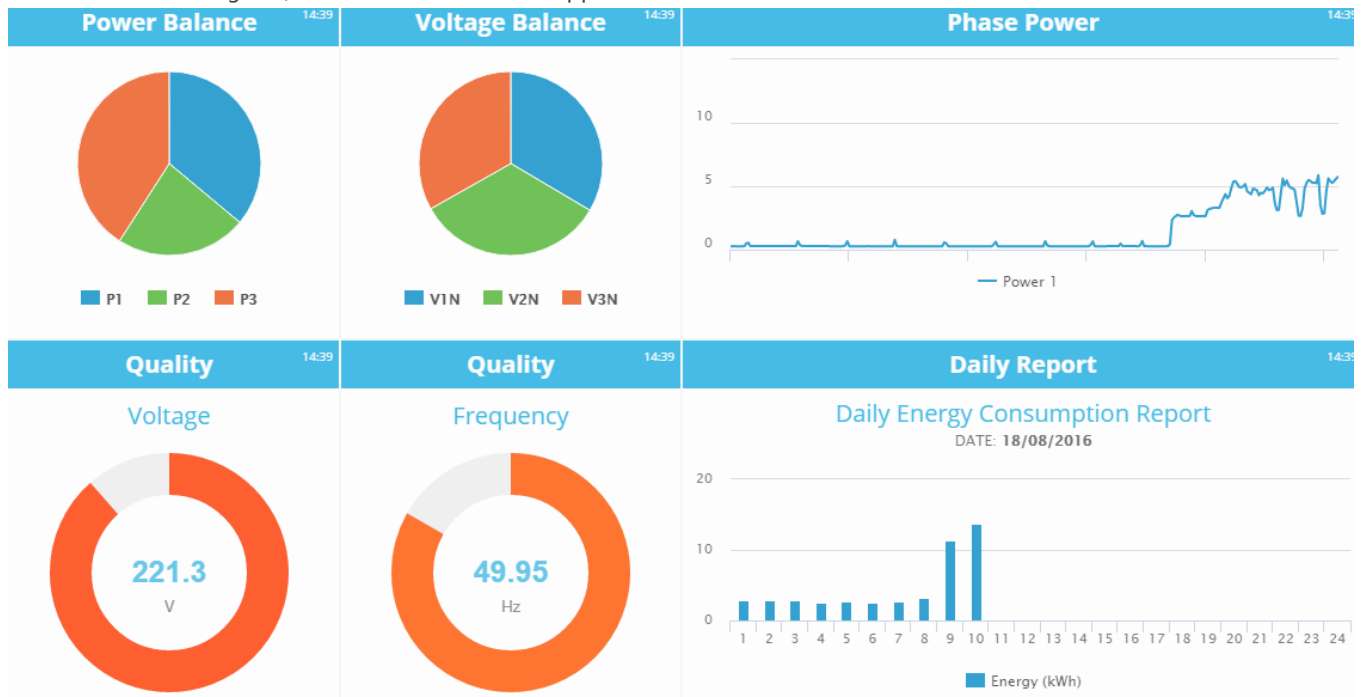 Power Balance 14:39
P1 P2 P3
Voltage Balance 14:39
V1N V2N V3N
Phase Power 14:39
10
5
0
Power 1
Quality 14:39
Voltage
221.3
V
Quality 14:39
Frequency
49.95
Hz
Daily Report 14:39
Daily Energy Consumption Report
DATE: 18/08/2016
20
10
0
1 2 3 4 5 6 7 8 9 10 11 12 13 14 15 16 17 18 19 20 21 22 23 24
Energy (kWh)